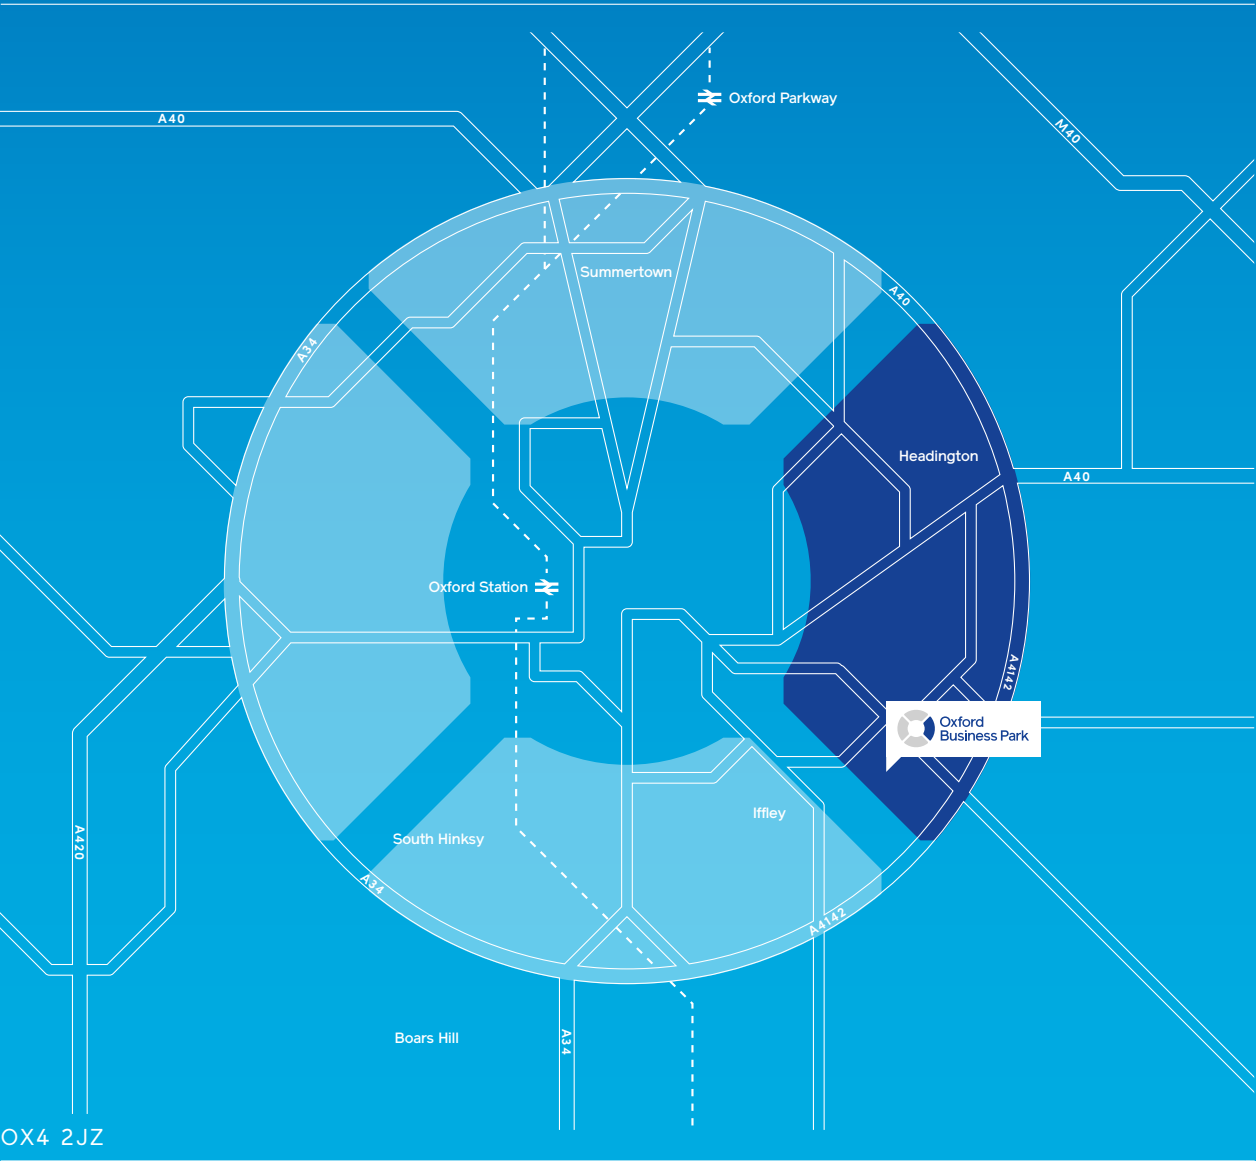 Oxford Parkway
A40
M40
Summertown
A40
A34
Headington
A40
Oxford Station
A4142
Oxford
Business Park
Iffley
South Hinksy
A420
A34
A4142
Boars Hill
A34
OX4 2JZ